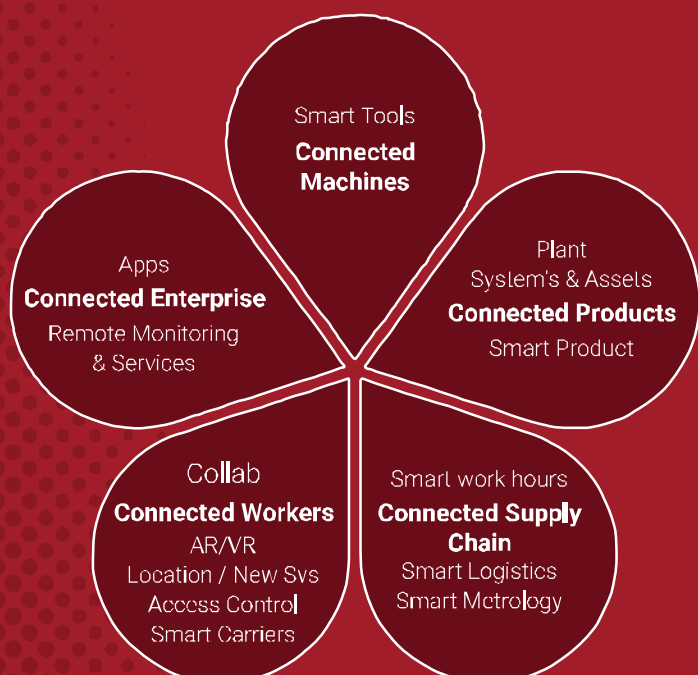 Smart Tools
Connected
Machines
Apps
Connected Enterprise
Remote Monitoring
& Services
Plant
System's & Assets
Connected Products
Smart Product
Collab
Connected Workers
AR/VR
Location / New Svs
Access Control
Smart Carriers
Smart work hours
Connected Supply
Chain
Smart Logistics
Smart Metrology